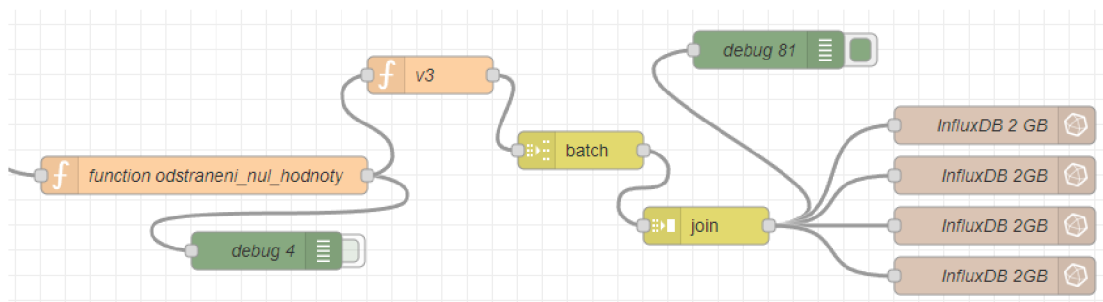 debug 81
v3
InfluxDB 2 GB
batch
function odstraneni_nul_hodnoty
InfluxDB 2GB
join
InfluxDB 2GB
debug 4
InfluxDB 2GB